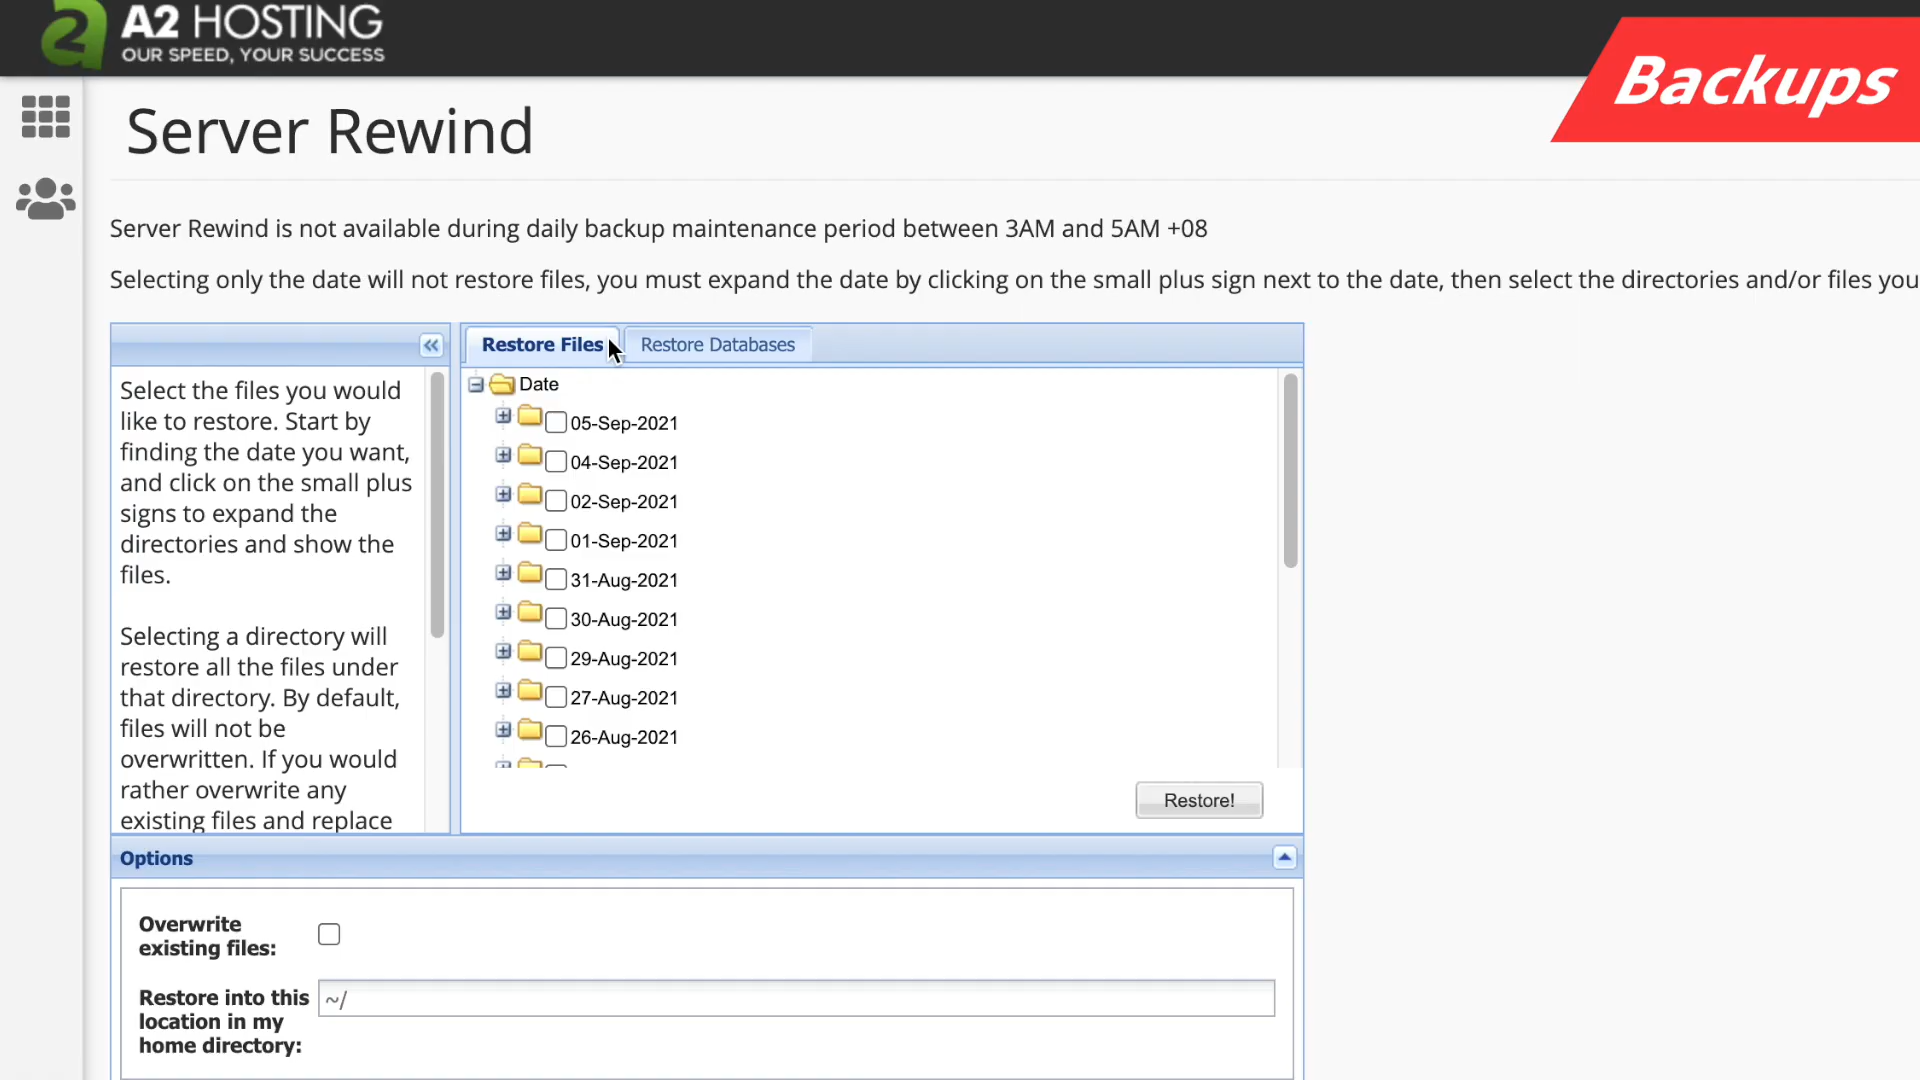 A2 HOSTING
OUR SPEED, YOUR SUCCESS
Backups
Server Rewind
Server Rewind is not available during daily backup maintenance period between 3AM and 5AM +08
Selecting only the date will not restore files, you must expand the date by clicking on the small plus sign next to the date, then select the directories and/or files you
Select the files you would
like to restore. Start by
finding the date you want,
and click on the small plus
signs to expand the
directories and show the
files.
Selecting a directory will
restore all the files under
that directory. By default,
files will not be
overwritten. If you would
rather overwrite any
existing files and replace
Restore Files
Restore Databases
Date
05-Sep-2021
04-Sep-2021
02-Sep-2021
01-Sep-2021
31-Aug-2021
30-Aug-2021
29-Aug-2021
27-Aug-2021
26-Aug-2021
Restore!
Options
Overwrite
existing files:
Restore into this
location in my
home directory:
~/